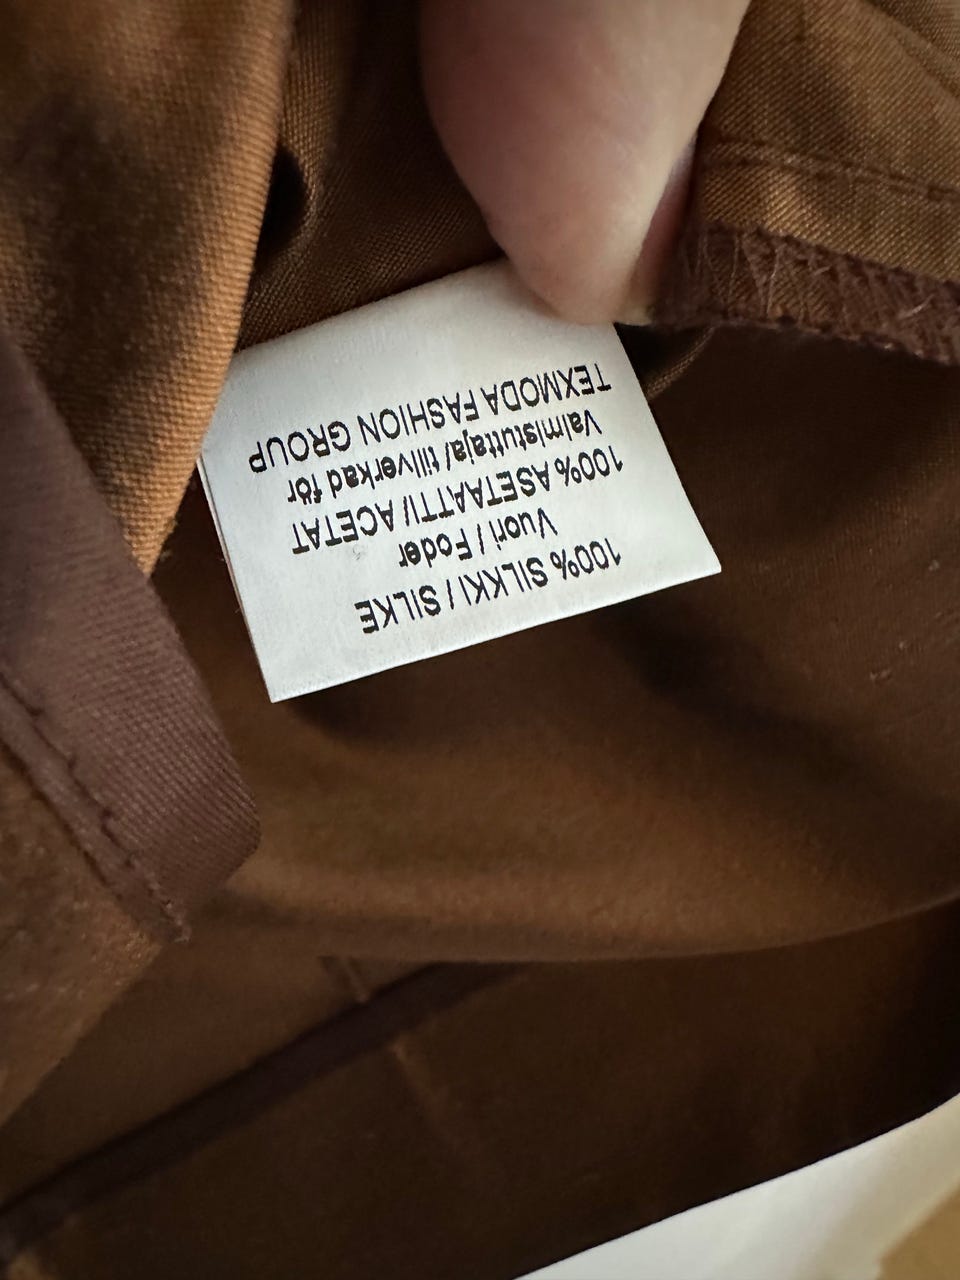 100% SILKKI / SILKE
Vuori / Foder
100% ASETAATTI/ ACETAT
Valmistuttaja/ tillverkad för
TEXMODA FASHION GROUP